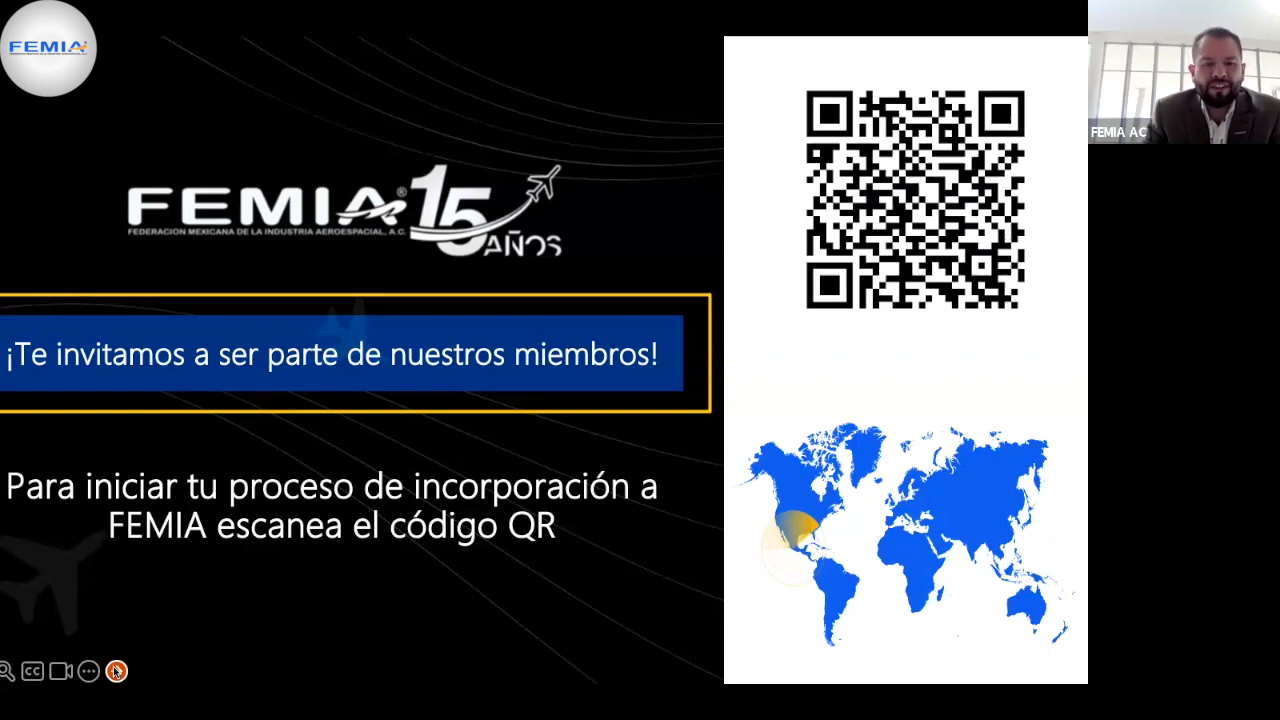 FEMIA
FEMIA®
FEDERACION MEXICANA DE LA INDUSTRIA AEROESPACIAL, A.C.
15
AÑOS
¡Te invitamos a ser parte de nuestros miembros!
Para iniciar tu proceso de incorporación a
FEMIA escanea el código QR
CC
FEMIA AC